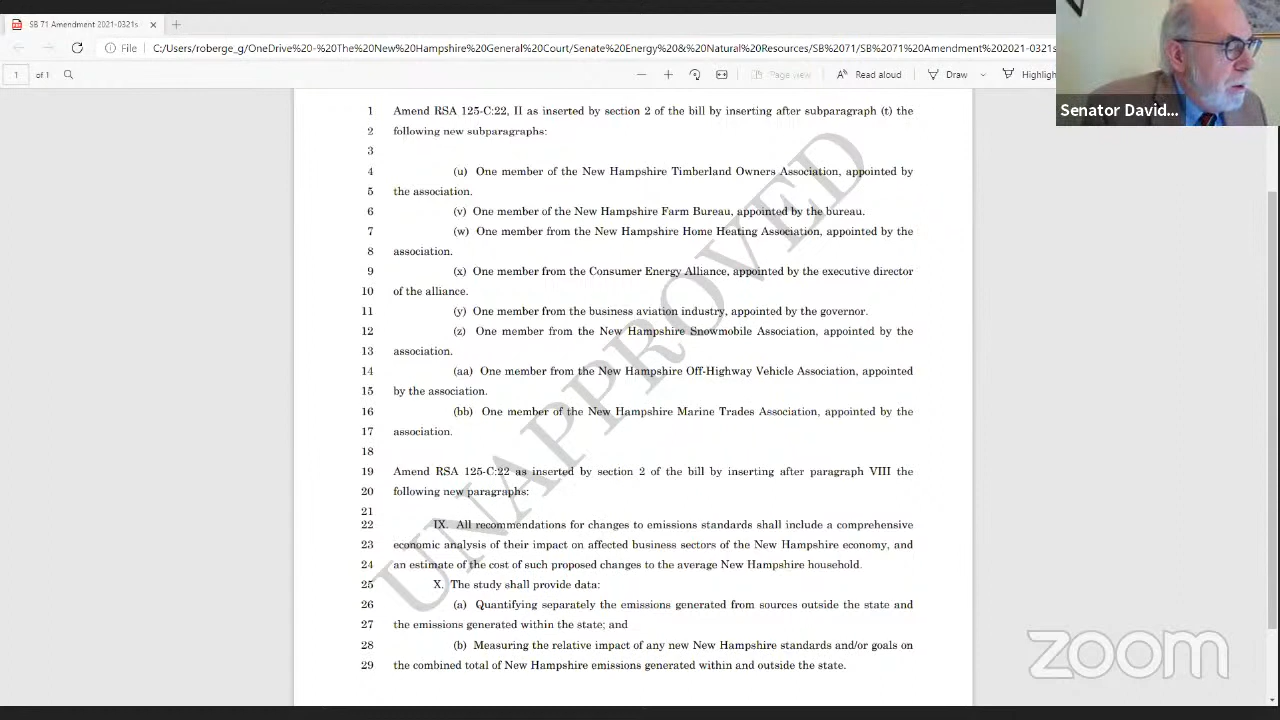 SB 71 Amendment 2021-0321s
File C:/Users/roberge_g/OneDrive%20-%20The%20New%20Hampshire%20General%20Court/Senate%20Energy%20&%20Natural%20Resources/SB%2071/SB%2071%20Amendment%202021-0321s
1 of 1 Page view Read aloud Draw Highligh
Senator David...
1 Amend RSA 125-C:22, II as inserted by section 2 of the bill by inserting after subparagraph (t) the
2 following new subparagraphs:
3
4 (u) One member of the New Hampshire Timberland Owners Association, appointed by
5 the association.
6 (v) One member of the New Hampshire Farm Bureau, appointed by the bureau.
7 (w) One member from the New Hampshire Home Heating Association, appointed by the
8 association.
9 (x) One member from the Consumer Energy Alliance, appointed by the executive director
10 of the alliance.
11 (y) One member from the business aviation industry, appointed by the governor.
12 (z) One member from the New Hampshire Snowmobile Association, appointed by the
13 association.
14 (aa) One member from the New Hampshire Off-Highway Vehicle Association, appointed
15 by the association.
16 (bb) One member of the New Hampshire Marine Trades Association, appointed by the
17 association.
18
19 Amend RSA 125-C:22 as inserted by section 2 of the bill by inserting after paragraph VIII the
20 following new paragraphs:
21
22 IX. All recommendations for changes to emissions standards shall include a comprehensive
23 economic analysis of their impact on affected business sectors of the New Hampshire economy, and
24 an estimate of the cost of such proposed changes to the average New Hampshire household.
25 X. The study shall provide data:
26 (a) Quantifying separately the emissions generated from sources outside the state and
27 the emissions generated within the state; and
28 (b) Measuring the relative impact of any new New Hampshire standards and/or goals on
29 the combined total of New Hampshire emissions generated within and outside the state.
UNAPPROVED
zoom